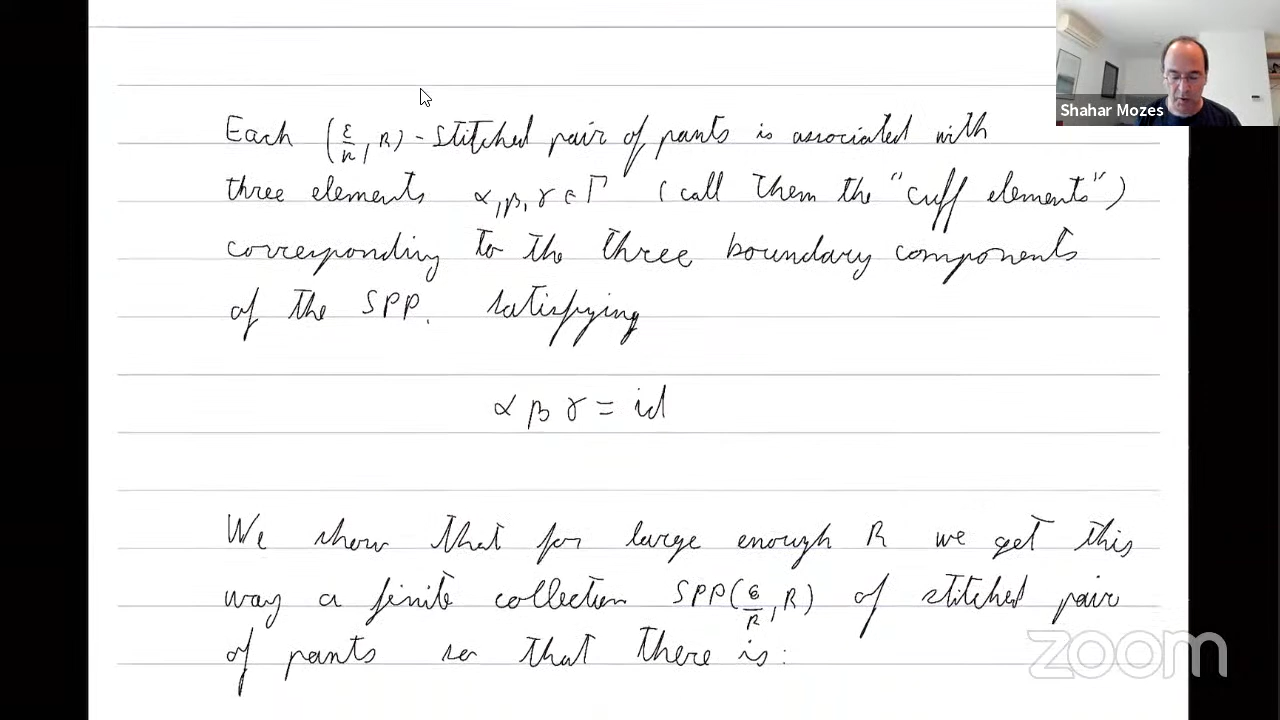 Shahar Mozes
Each (ε/R, R) - stitched pair of pants is associated with
three elements α, β, γ ∈ Γ (call them the "cuff elements")
corresponding to the three boundary components
of the SPP. satisfying
α β γ = id
We show that for large enough R we get this
way a finite collection SPP(ε/R, R) of stitched pair
of pants so that there is:
zoom